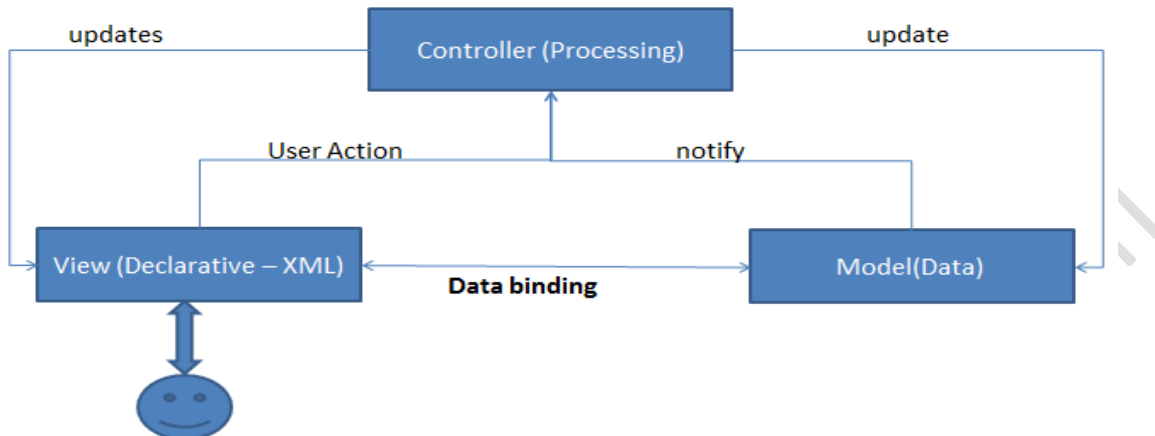 updates
Controller (Processing)
update
User Action
notify
View (Declarative – XML)
Data binding
Model(Data)